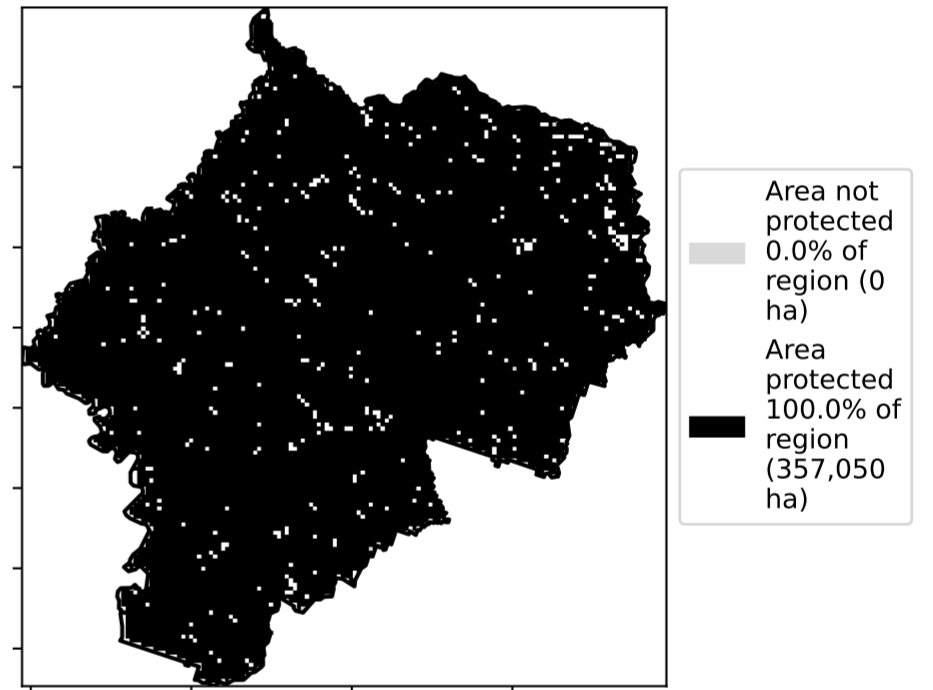 Area not
protected
0.0% of
region (0
ha)
Area
protected
100.0% of
region
(357,050
ha)